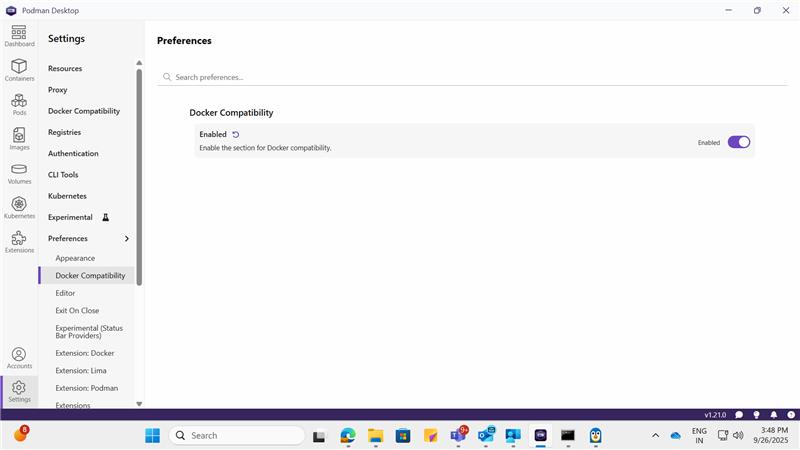 Podman Desktop
Settings
Preferences
Search preferences...
Dashboard
Containers
Pods
Images
Volumes
Kubernetes
Extensions
Accounts
Settings
Resources
Proxy
Docker Compatibility
Registries
Authentication
CLI Tools
Kubernetes
Experimental
Preferences
Appearance
Docker Compatibility
Editor
Exit On Close
Experimental (Status
Bar Providers)
Extension: Docker
Extension: Lima
Extension: Podman
Extensions
Docker Compatibility
Enabled
Enable the section for Docker compatibility.
Enabled
v1.21.0
8
Search
9+
ENG
IN
3:48 PM
9/26/2025